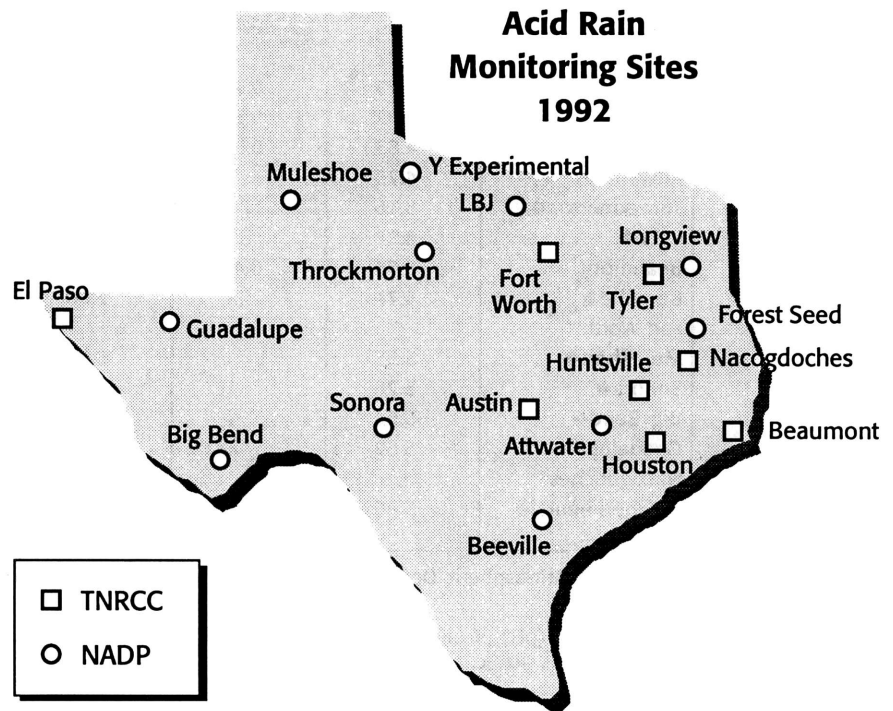 Acid Rain
Monitoring Sites
1992
Muleshoe
Y Experimental
LBJ
Throckmorton
Fort
Worth
Longview
Tyler
El Paso
Guadalupe
Forest Seed
Nacogdoches
Huntsville
Sonora
Austin
Big Bend
Attwater
Houston
Beaumont
Beeville
TNRCC
NADP